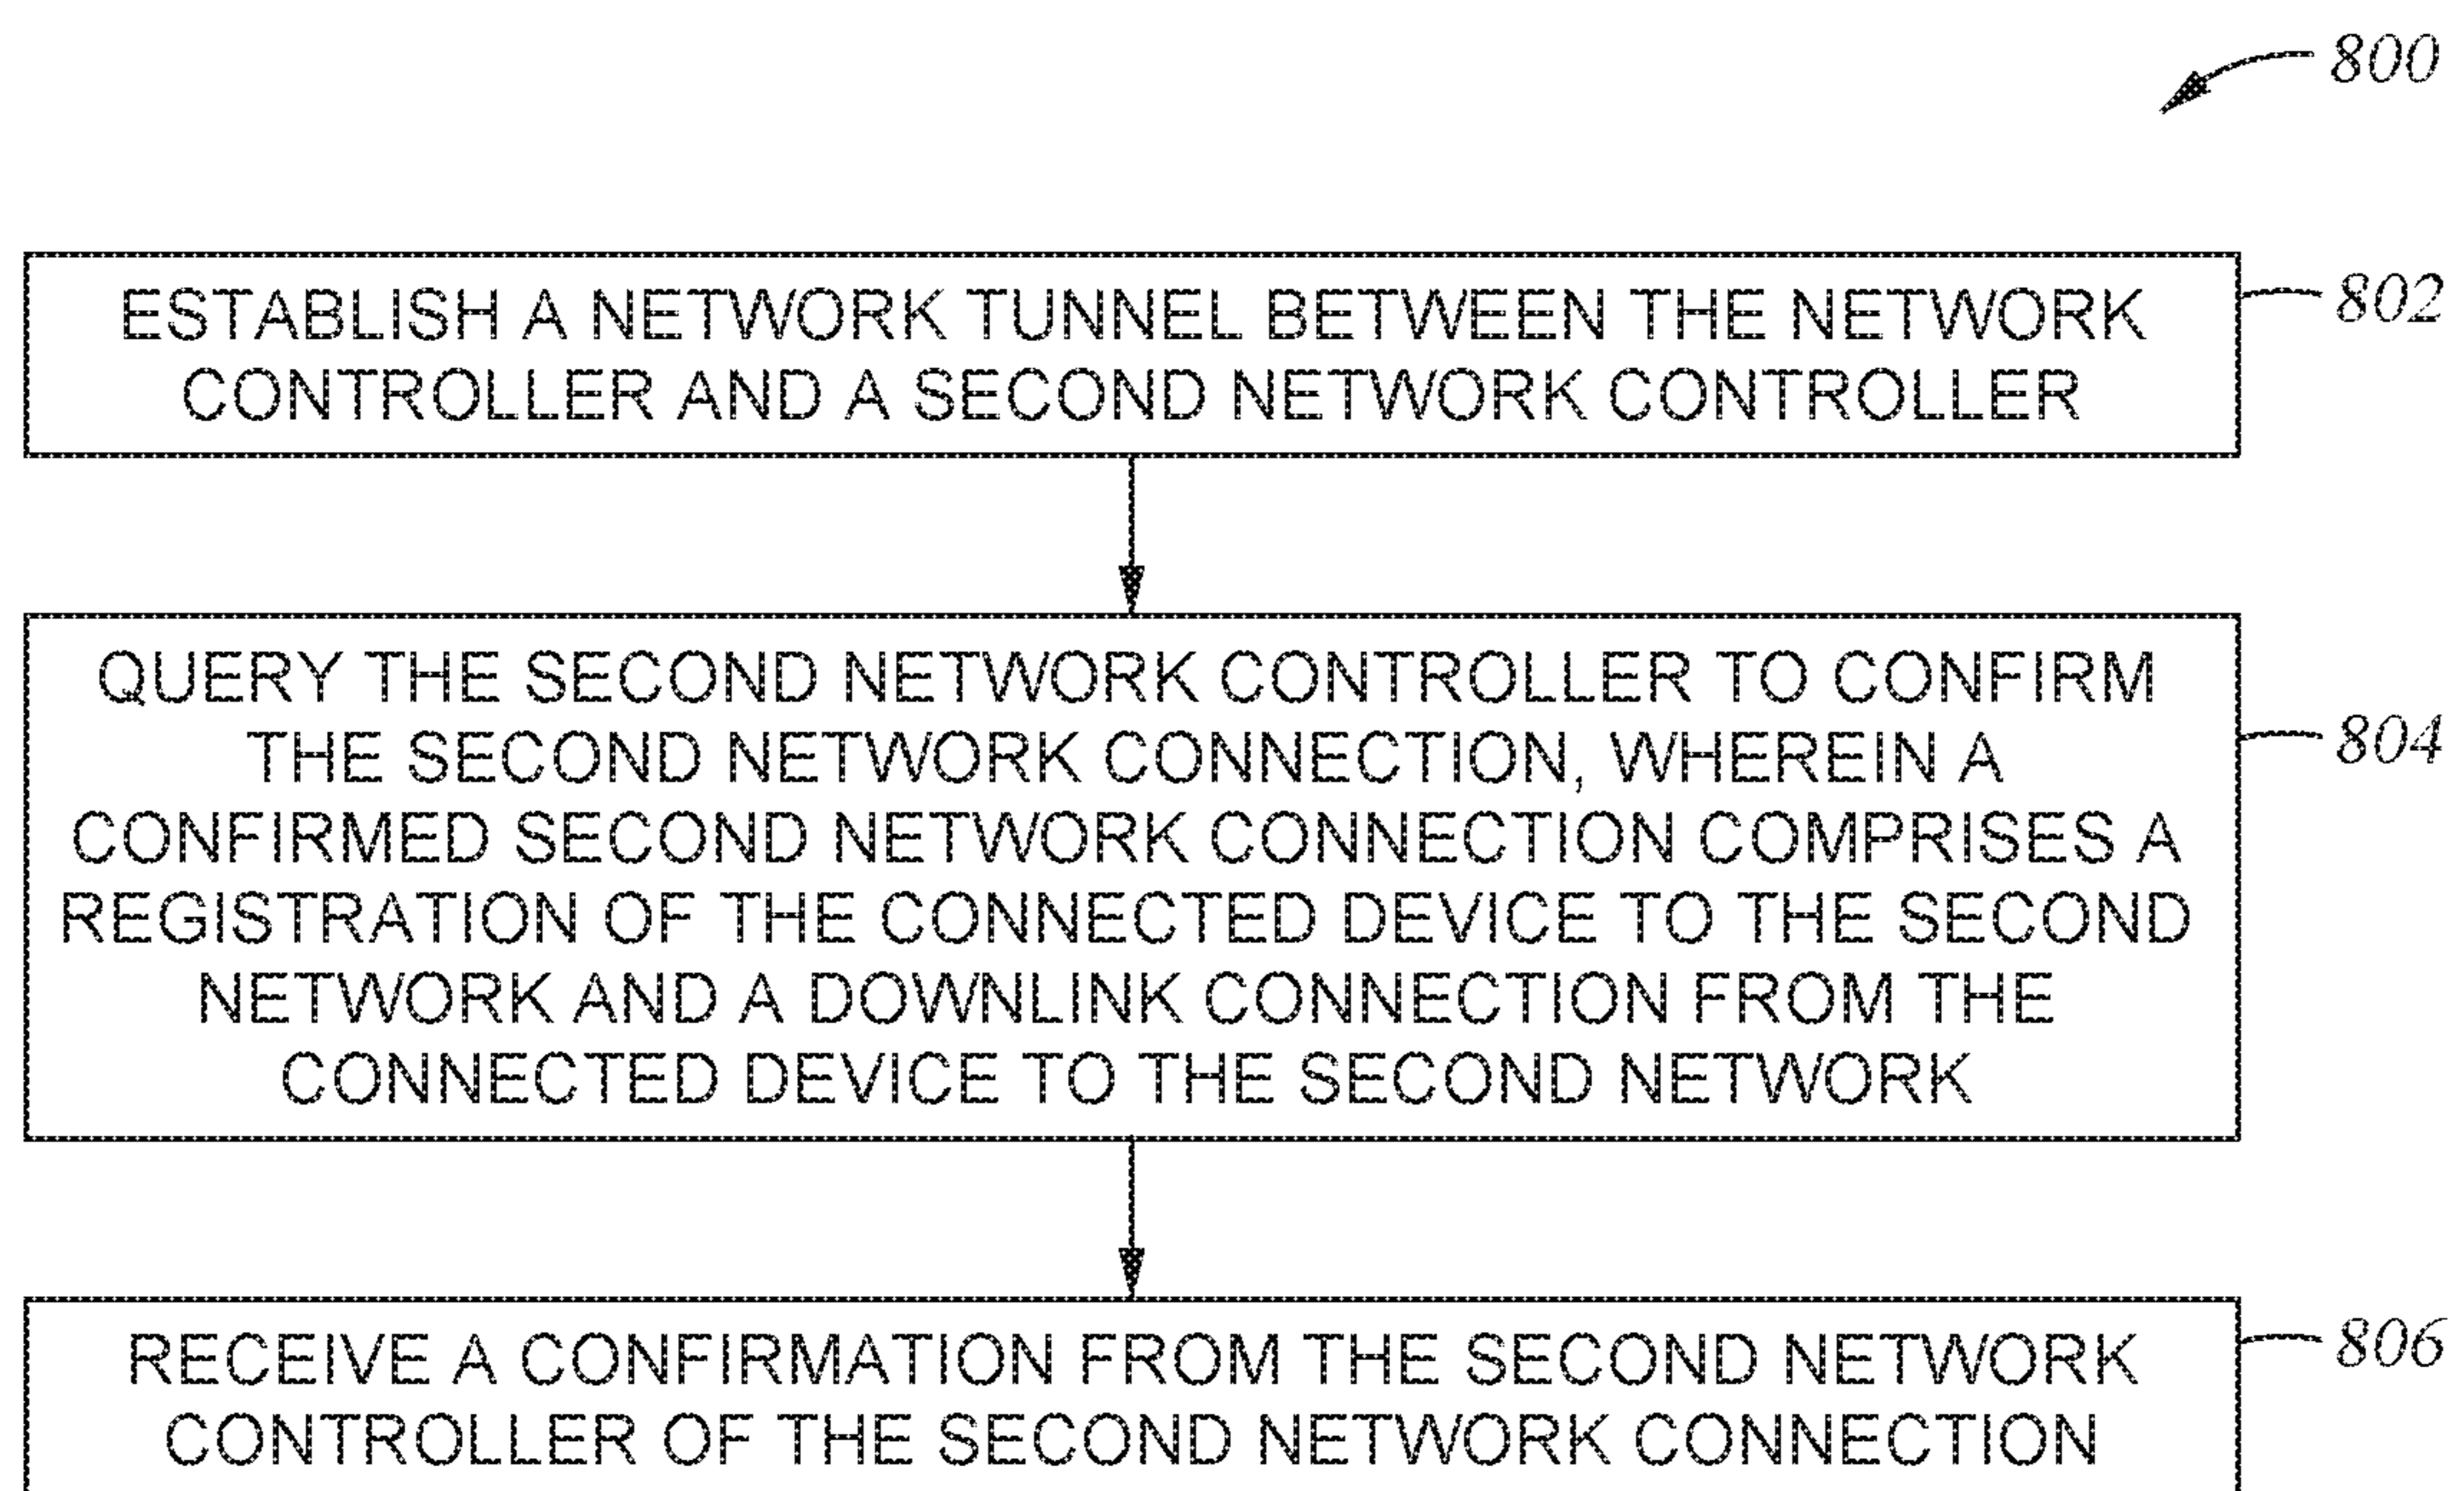 800
ESTABLISH A NETWORK TUNNEL BETWEEN THE NETWORK
CONTROLLER AND A SECOND NETWORK CONTROLLER
802
QUERY THE SECOND NETWORK CONTROLLER TO CONFIRM
THE SECOND NETWORK CONNECTION, WHEREIN A
CONFIRMED SECOND NETWORK CONNECTION COMPRISES A
REGISTRATION OF THE CONNECTED DEVICE TO THE SECOND
NETWORK AND A DOWNLINK CONNECTION FROM THE
CONNECTED DEVICE TO THE SECOND NETWORK
804
RECEIVE A CONFIRMATION FROM THE SECOND NETWORK
CONTROLLER OF THE SECOND NETWORK CONNECTION
806